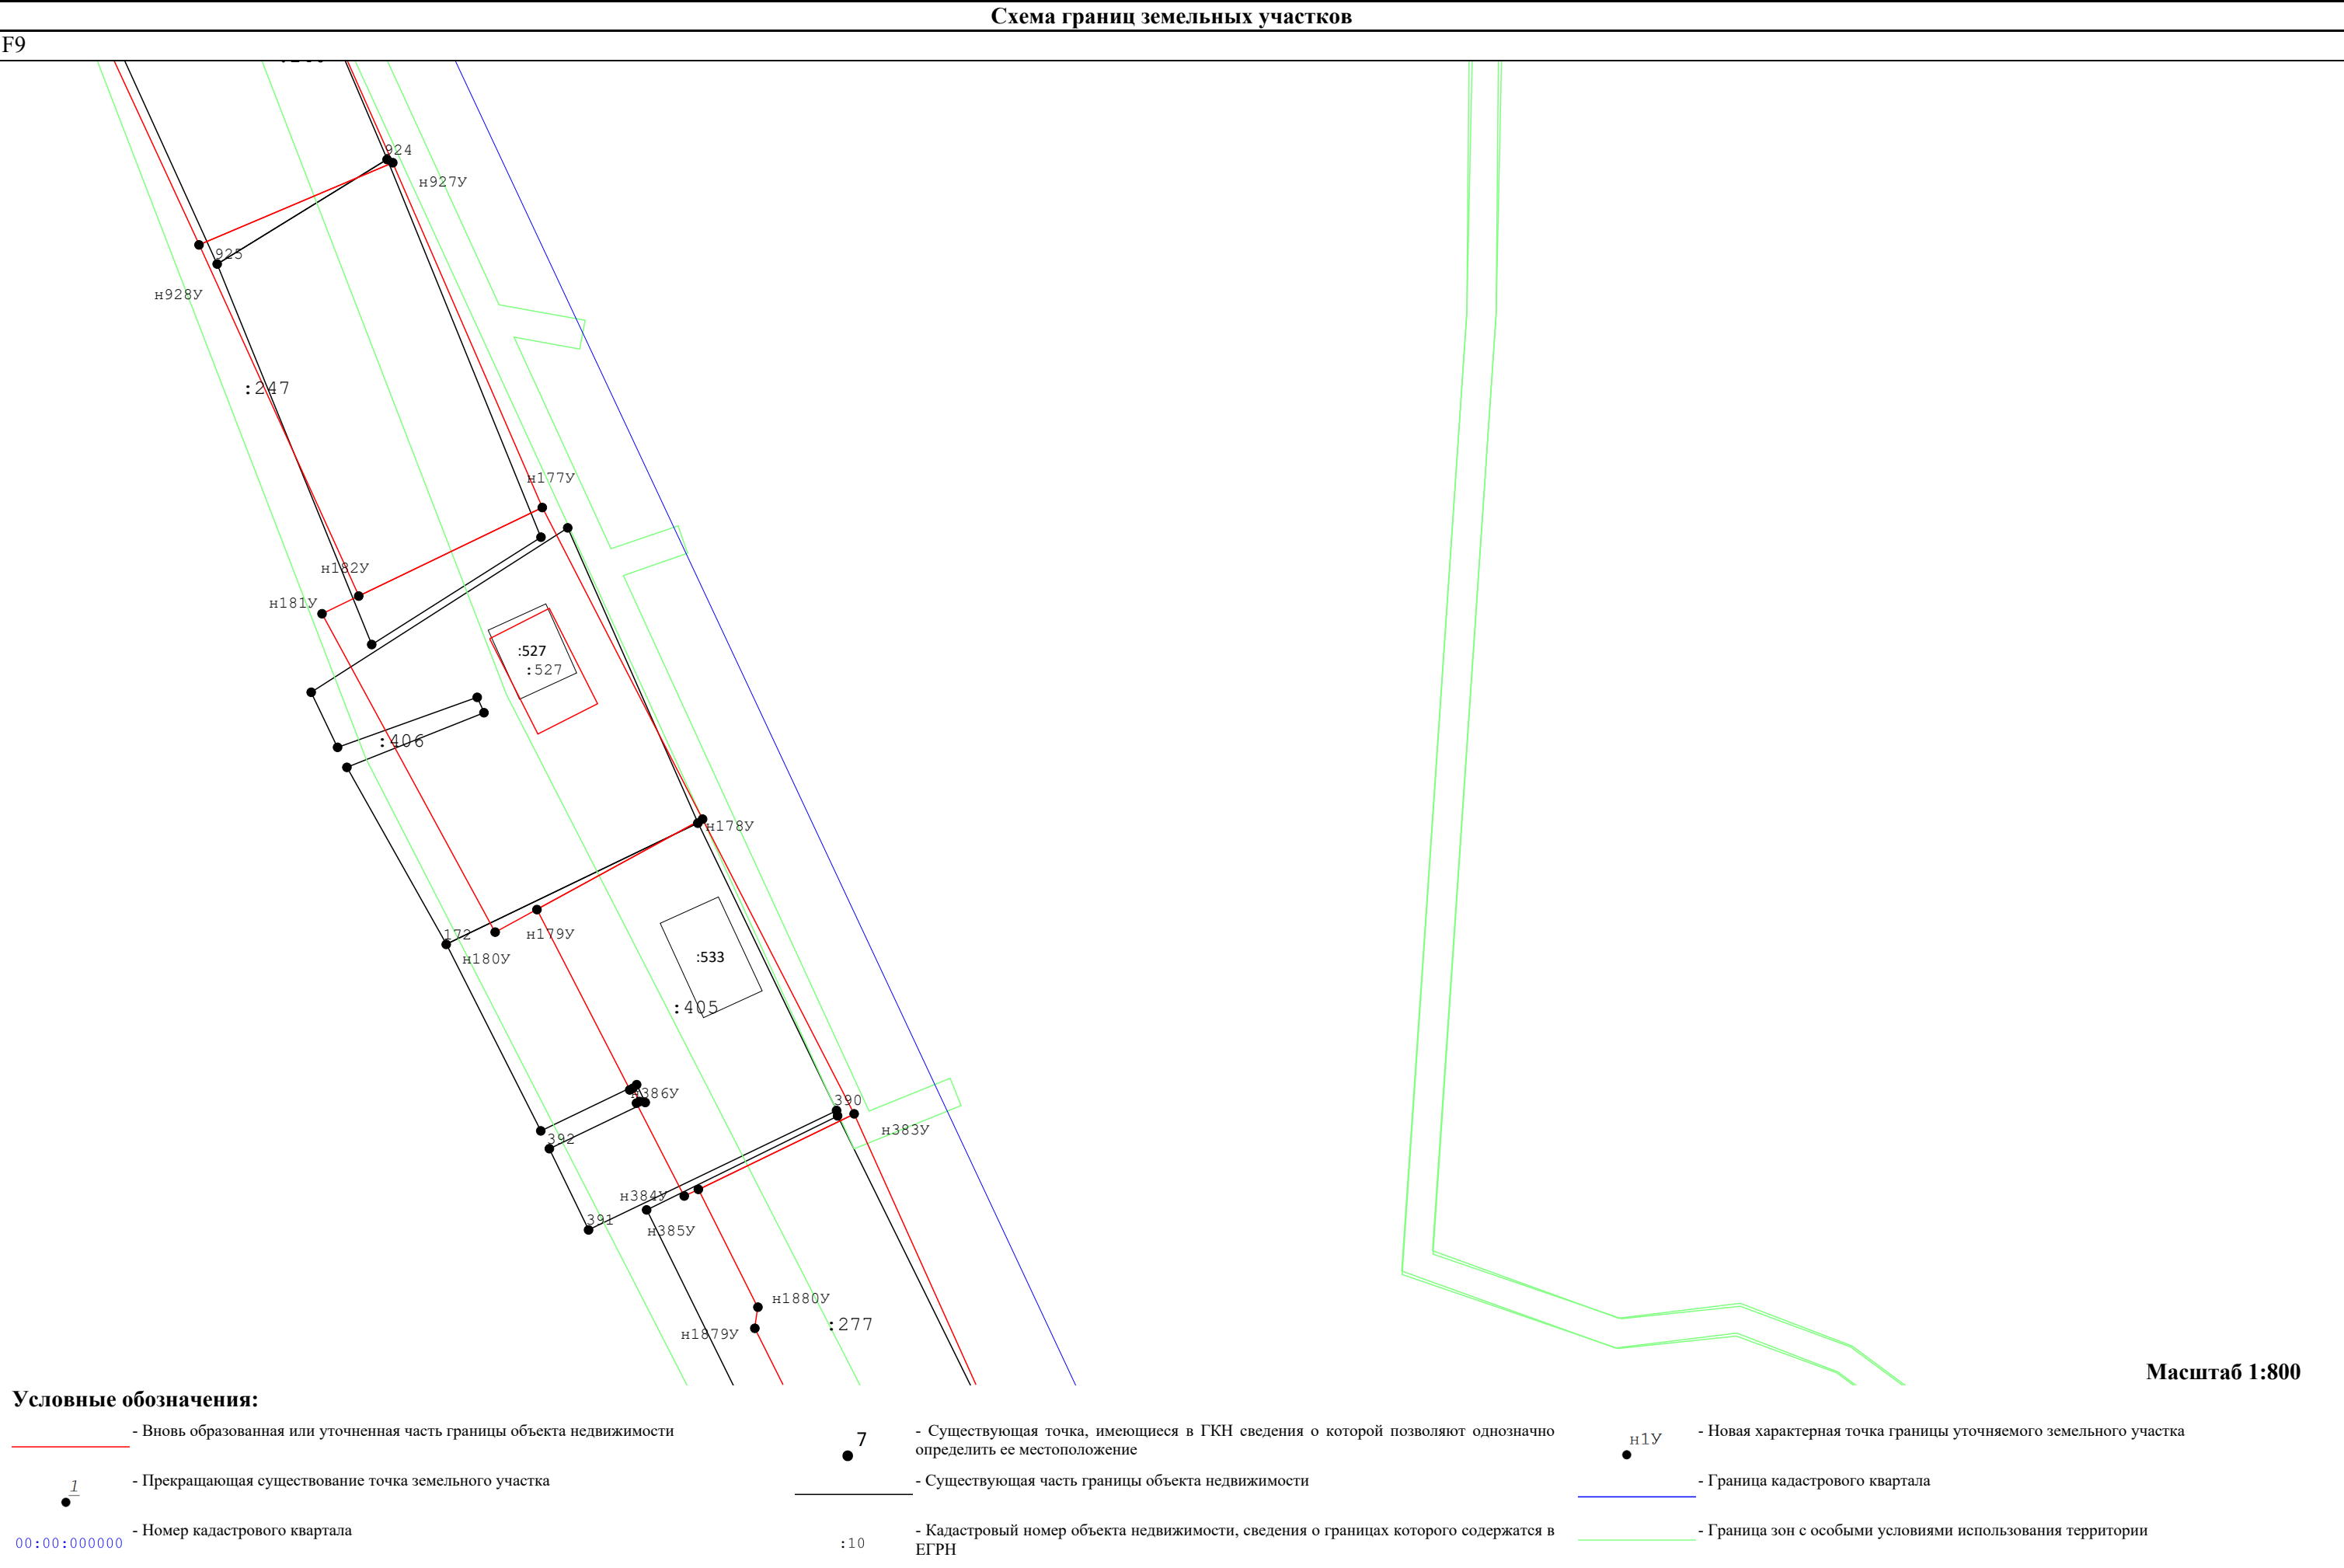 Схема границ земельных участков
F9
924
н927У
925
н928У
:247
н177У
н182У
н181У
:527
:527
:406
н178У
172
н179У
н180У
:533
:405
н386У
390
н383У
392
н384У
391
н385У
н1880У
:277
н1879У
Масштаб 1:800
Условные обозначения:
- Вновь образованная или уточненная часть границы объекта недвижимости
7
- Существующая точка, имеющиеся в ГКН сведения о которой позволяют однозначно
определить ее местоположение
н1У
- Новая характерная точка границы уточняемого земельного участка
1
- Прекращающая существование точка земельного участка
- Существующая часть границы объекта недвижимости
- Граница кадастрового квартала
00:00:000000
- Номер кадастрового квартала
:10
- Кадастровый номер объекта недвижимости, сведения о границах которого содержатся в
ЕГРН
- Граница зон с особыми условиями использования территории